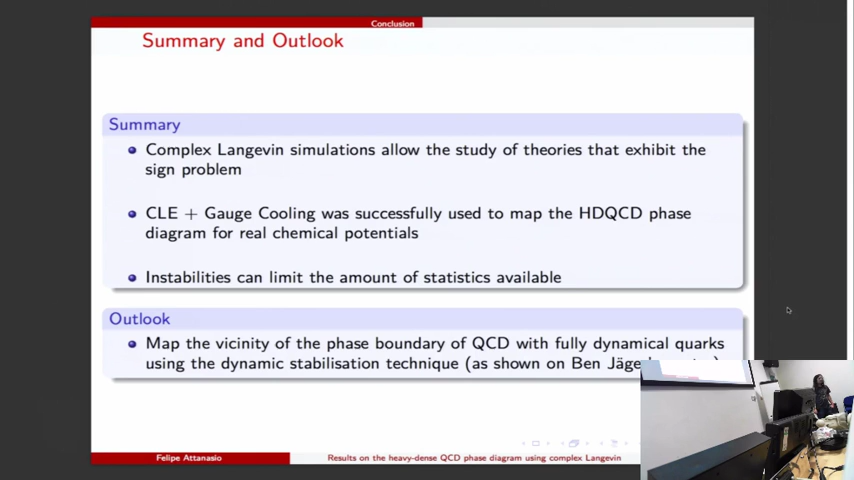 Conclusion
Summary and Outlook
Summary
Complex Langevin simulations allow the study of theories that exhibit the
sign problem
CLE + Gauge Cooling was successfully used to map the HDQCD phase
diagram for real chemical potentials
Instabilities can limit the amount of statistics available
Outlook
Map the vicinity of the phase boundary of QCD with fully dynamical quarks
using the dynamic stabilisation technique (as shown on Ben
Felipe Attanasio
Results on the heavy-dense QCD phase diagram using complex Langevin